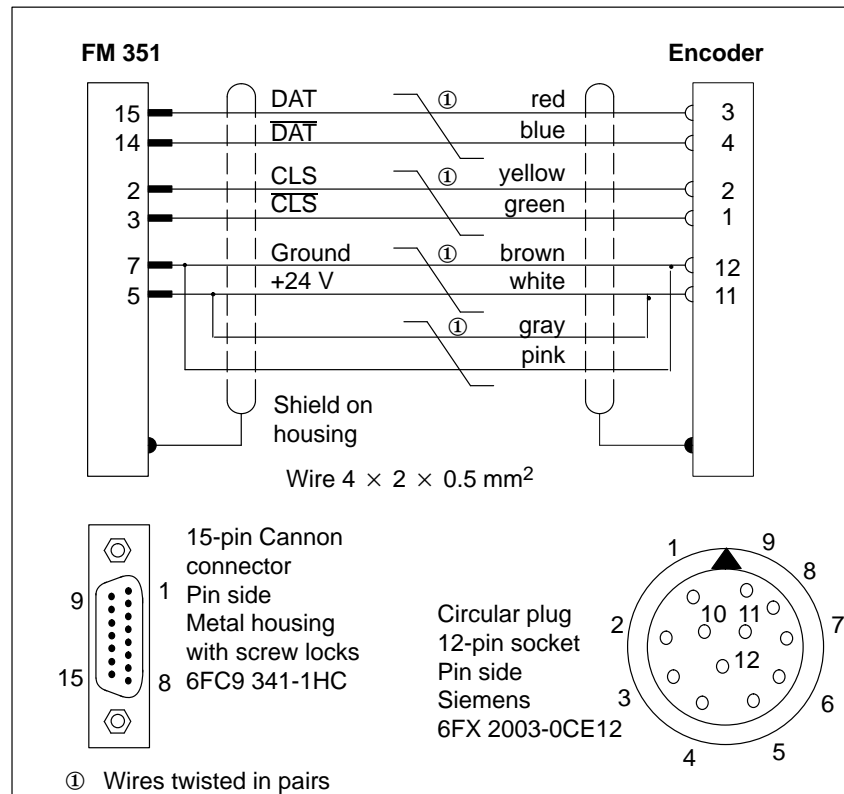 FM 351 Encoder
15 DAT ① red 3
14 D̅A̅T̅ blue 4
2 CLS ① yellow 2
3 C̅L̅S̅ green 1
7 Ground ① brown 12
5 +24 V white 11
① gray
pink
Shield on
housing
Wire 4 × 2 × 0.5 mm²
15-pin Cannon
connector
Pin side
Metal housing
with screw locks
6FC9 341-1HC
9 1
15 8
Circular plug
12-pin socket
Pin side
Siemens
6FX 2003-0CE12
1 9
8
2 10 11 7
12
3 6
4 5
① Wires twisted in pairs